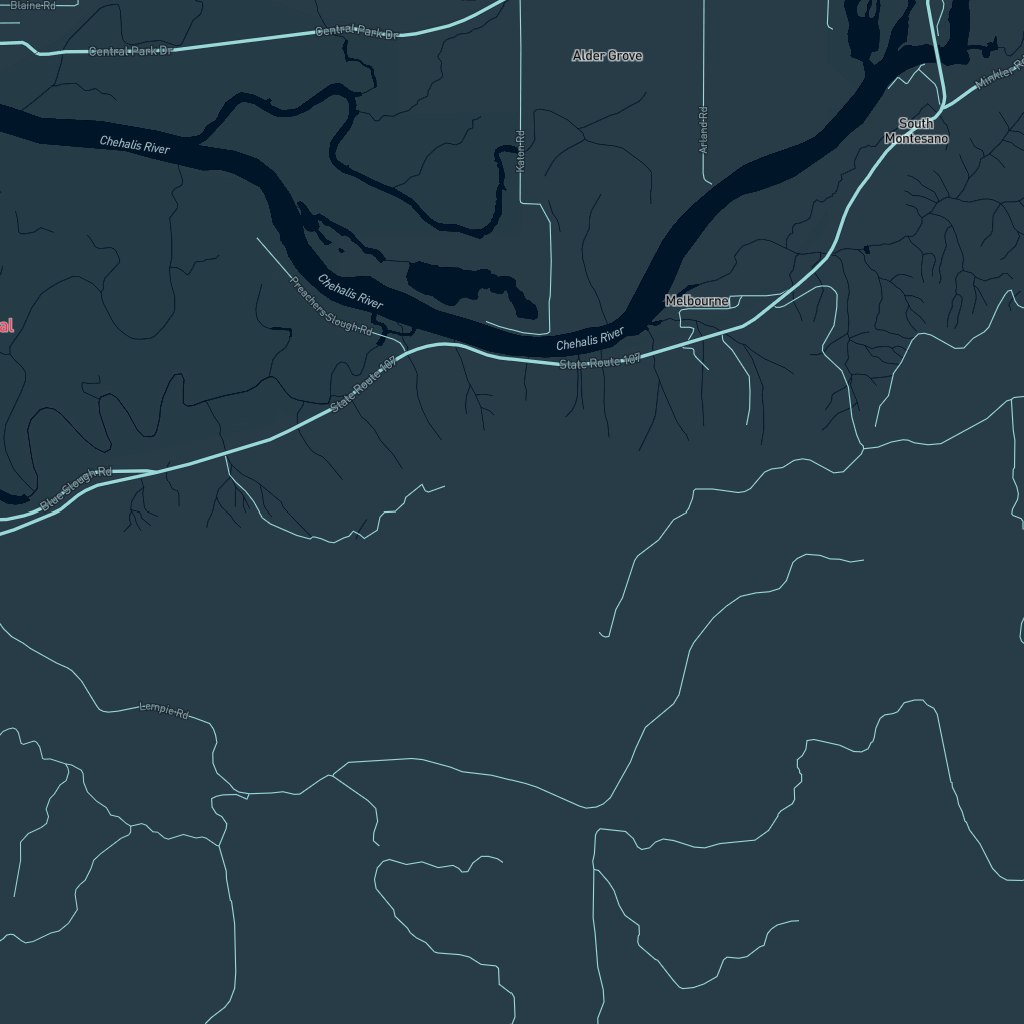 Blaine Rd
Central Park Dr
Central Park Dr
Alder Grove
Minkler Rd
South
Montesano
Arland Rd
Katon Rd
Chehalis River
Chehalis River
Preachers Slough Rd
Melbourne
al
Chehalis River
State Route 107
State Route 107
Blue Slough Rd
Lempie Rd